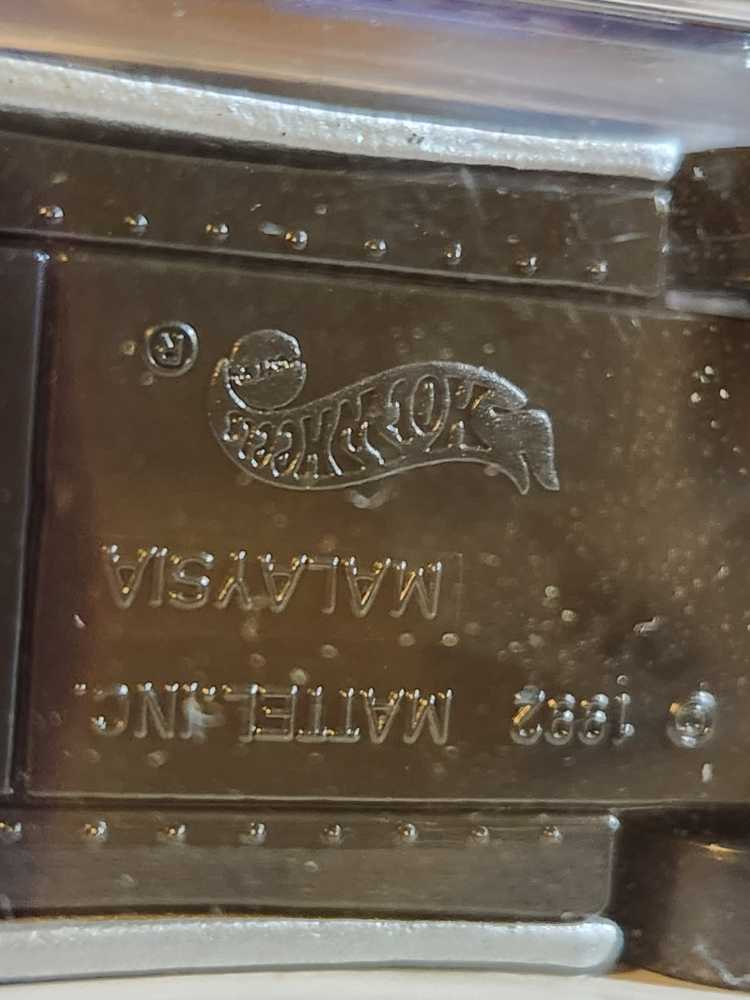 © 1992 MATTEL, INC.
MALAYSIA
HOT WHEELS
®